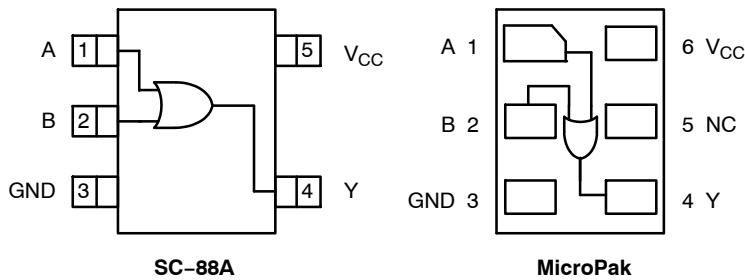 A 1 5 VCC
B 2
GND 3 4 Y
SC–88A
A 1 6 VCC
B 2 5 NC
GND 3 4 Y
MicroPak